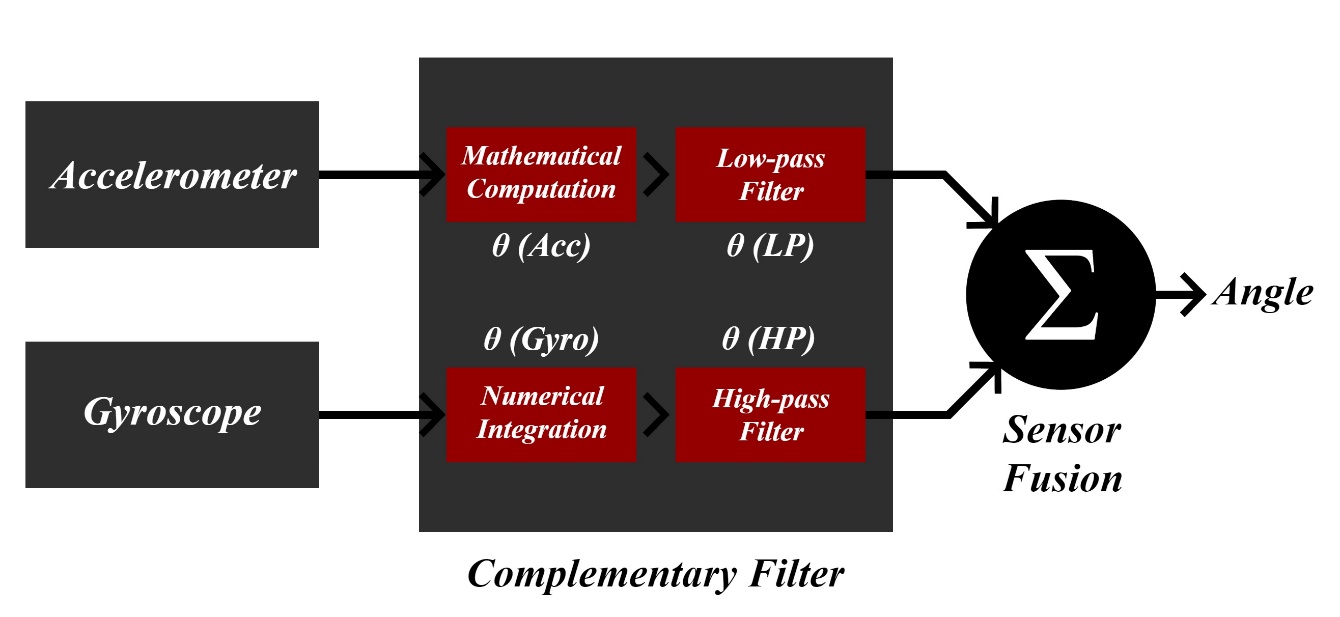 Accelerometer
Mathematical
Computation
Low-pass
Filter
θ (Acc)
θ (LP)
Σ
Angle
θ (Gyro)
θ (HP)
Gyroscope
Numerical
Integration
High-pass
Filter
Sensor
Fusion
Complementary Filter